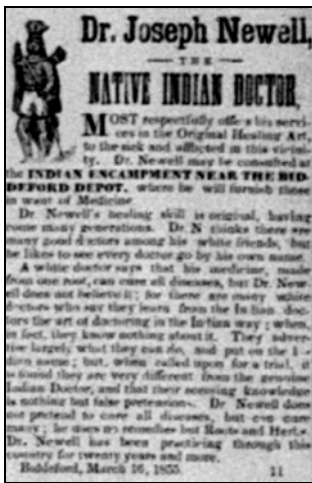 Dr. Joseph Newell,
THE
NATIVE INDIAN DOCTOR,
MOST respectfully offers his servi-
ces in the Original Healing Art,
to the sick and afflicted in this vicini-
ty. Dr. Newell may be consulted at
the INDIAN ENCAMPMENT NEAR THE BID-
DEFORD DEPOT, where he will furnish those
in want of Medicine
Dr Newell's healing skill is original, having
come many generations. Dr. N thinks there are
many good doctors among his white friends, but
he likes to see every doctor go by his own name.
A white doctor says that his medicine, made
from one root, can cure all diseases, but Dr. New-
ell does not believe it; for there are many white
doctors who say they learn from the Indian doc-
tors the art of doctoring in the Indian way; when,
in fact, they know nothing about it. They adver-
tise largely what they can do, and put on the In-
dian name; but, when called upon for a trial, it
is found they are very different from the genuine
Indian Doctor, and that their seeming knowledge
is nothing but false pretensions. Dr Newell does
not pretend to cure all diseases, but can cure
many; he uses no remedies but Roots and Herbs.
Dr. Newell has been practicing through this
country for twenty years and more.
Biddeford, March 16, 1855. 11